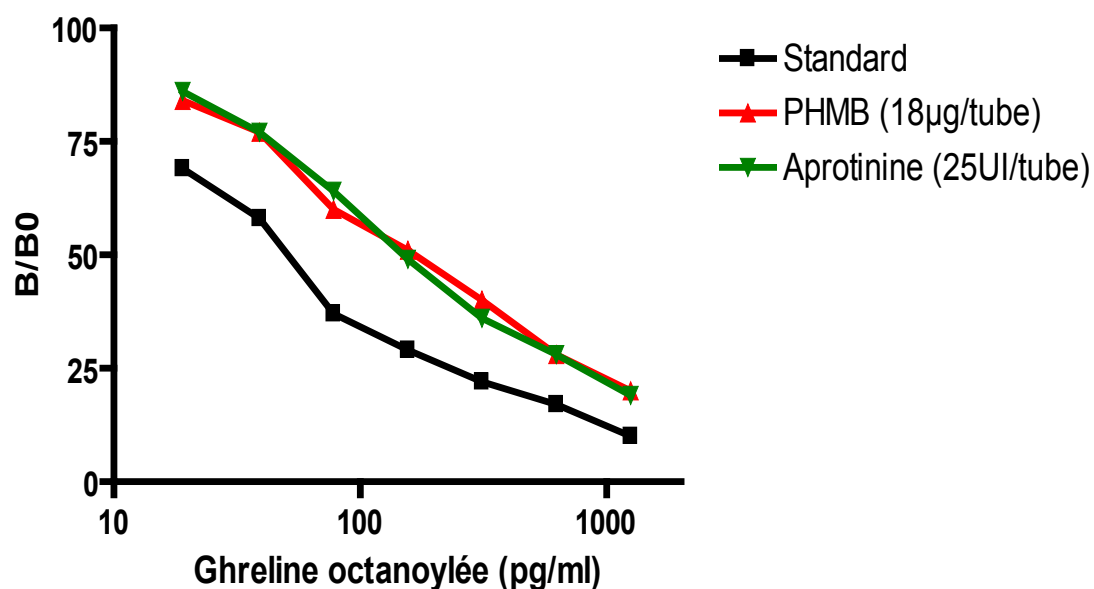 100
75
50
25
0
B/B0
10
100
1000
Ghreline octanoylée (pg/ml)
Standard
PHMB (18µg/tube)
Aprotinine (25UI/tube)